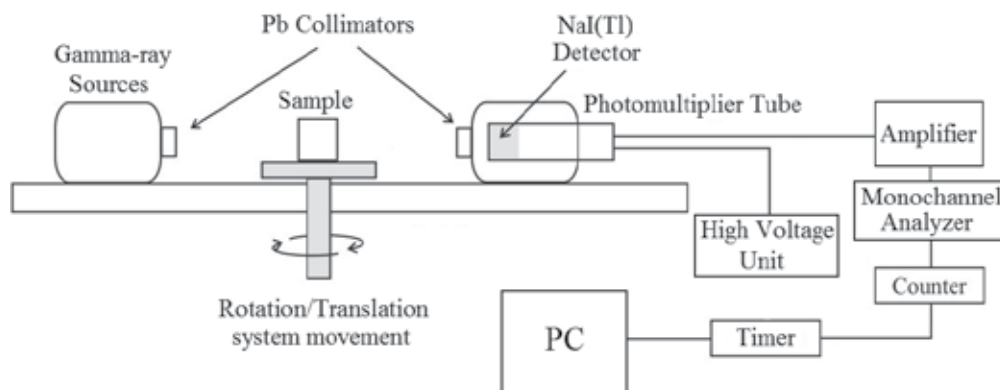 Pb Collimators
NaI(Tl)
Detector
Gamma-ray
Sources
Sample
Photomultiplier Tube
Amplifier
Monochannel
Analyzer
High Voltage
Unit
Counter
Rotation/Translation
system movement
PC
Timer